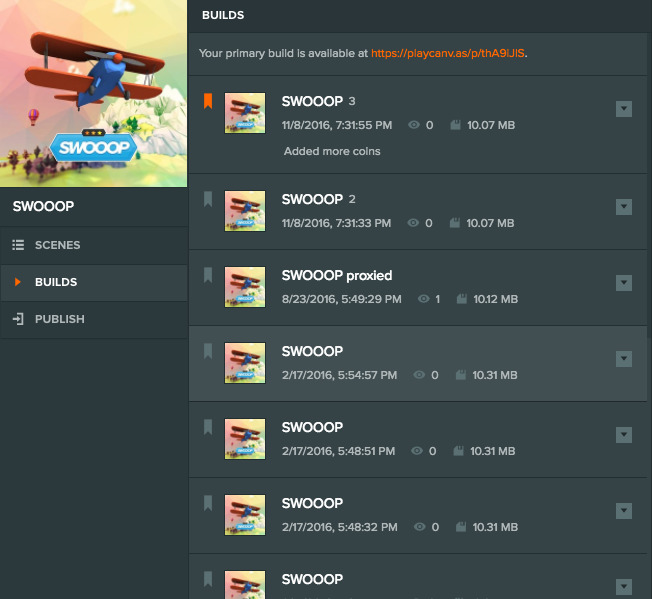 SWOOOP
SWOOOP
SCENES
BUILDS
PUBLISH
BUILDS
Your primary build is available at https://playcanv.as/p/thA9iJlS.
SWOOOP 3
11/8/2016, 7:31:55 PM 0 10.07 MB
Added more coins
SWOOOP 2
11/8/2016, 7:31:33 PM 0 10.07 MB
SWOOOP proxied
8/23/2016, 5:49:29 PM 1 10.12 MB
SWOOOP
2/17/2016, 5:54:57 PM 0 10.31 MB
SWOOOP
2/17/2016, 5:48:51 PM 0 10.31 MB
SWOOOP
2/17/2016, 5:48:32 PM 0 10.31 MB
SWOOOP